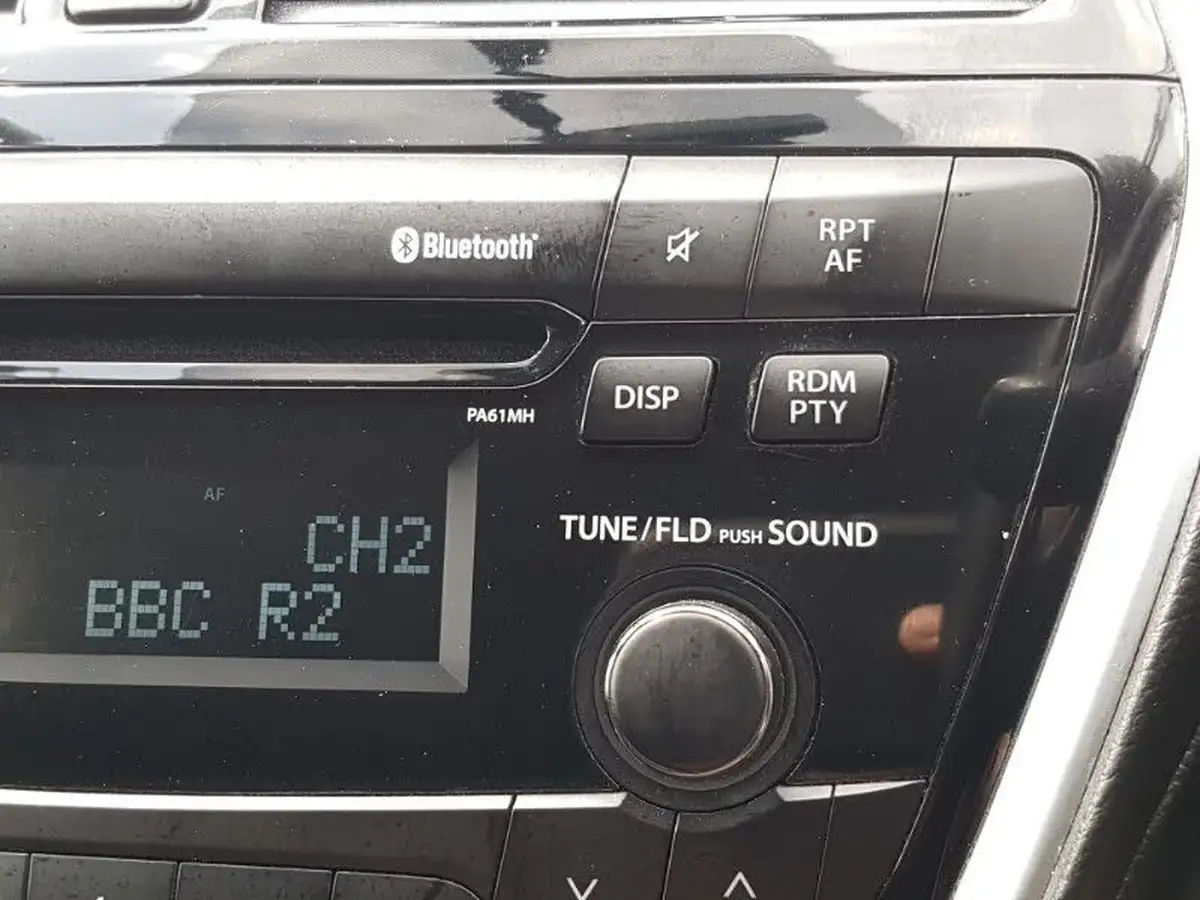 Bluetooth
RPT
AF
DISP
RDM
PTY
PA61MH
AF
CH2
BBC R2
TUNE/FLD PUSH SOUND